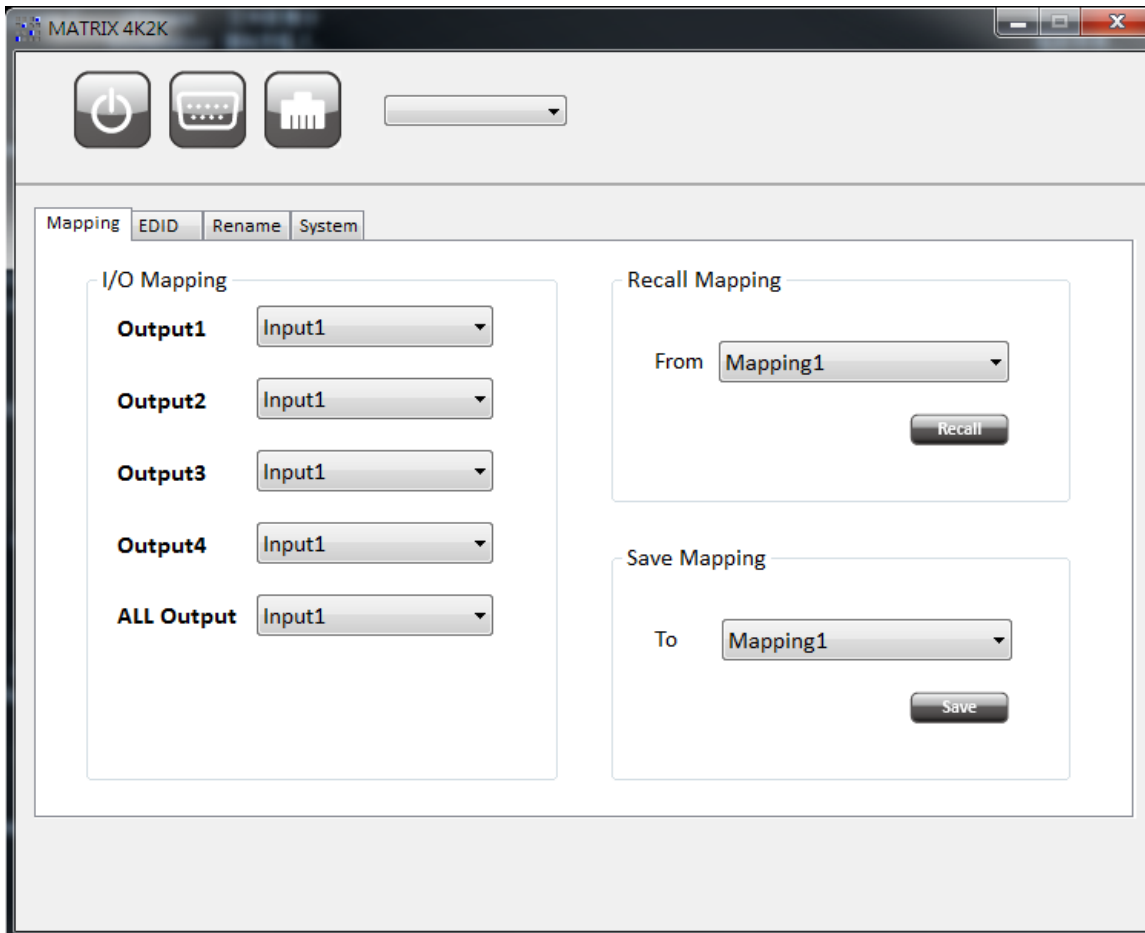 MATRIX 4K2K
Mapping EDID Rename System
I/O Mapping
Output1 Input1
Output2 Input1
Output3 Input1
Output4 Input1
ALL Output Input1
Recall Mapping
From Mapping1
Recall
Save Mapping
To Mapping1
Save